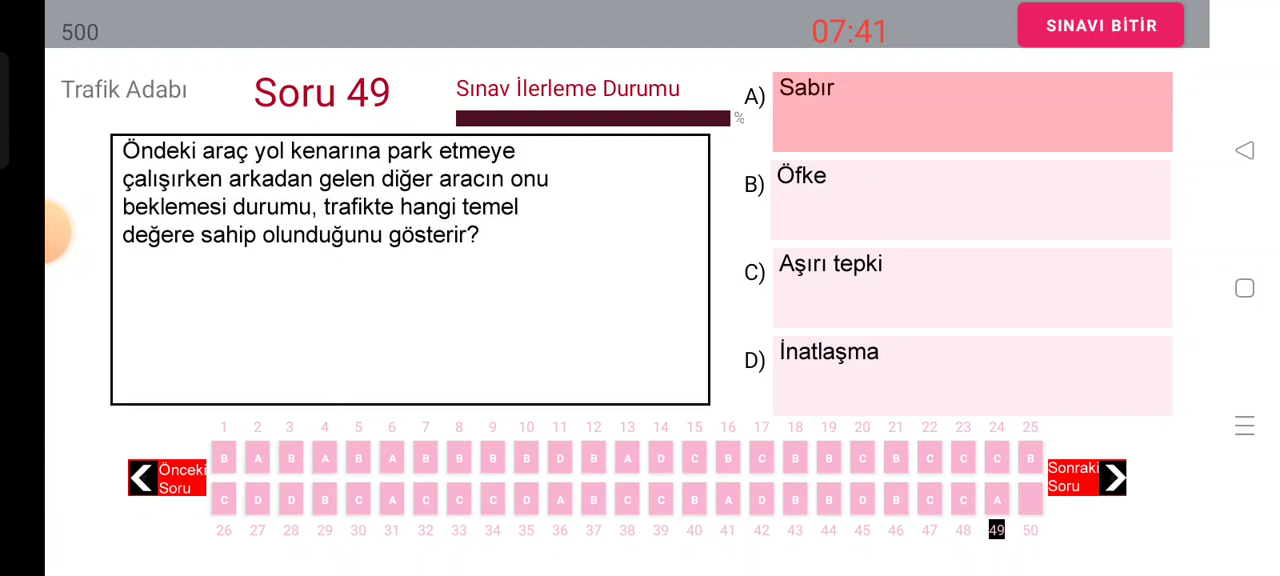 500
07:41
SINAVI BİTİR
Trafik Adabı
Soru 49
Sınav İlerleme Durumu
%
Öndeki araç yol kenarına park etmeye
çalışırken arkadan gelen diğer aracın onu
beklemesi durumu, trafikte hangi temel
değere sahip olunduğunu gösterir?
A) Sabır
B) Öfke
C) Aşırı tepki
D) İnatlaşma
1 2 3 4 5 6 7 8 9 10 11 12 13 14 15 16 17 18 19 20 21 22 23 24 25
B A B A B A B B B B D B A D C B C B B C B C C C B
Önceki
Soru
Sonraki
Soru
C D D B C A C C C D A B C C B A D B B D B C C A
26 27 28 29 30 31 32 33 34 35 36 37 38 39 40 41 42 43 44 45 46 47 48 49 50